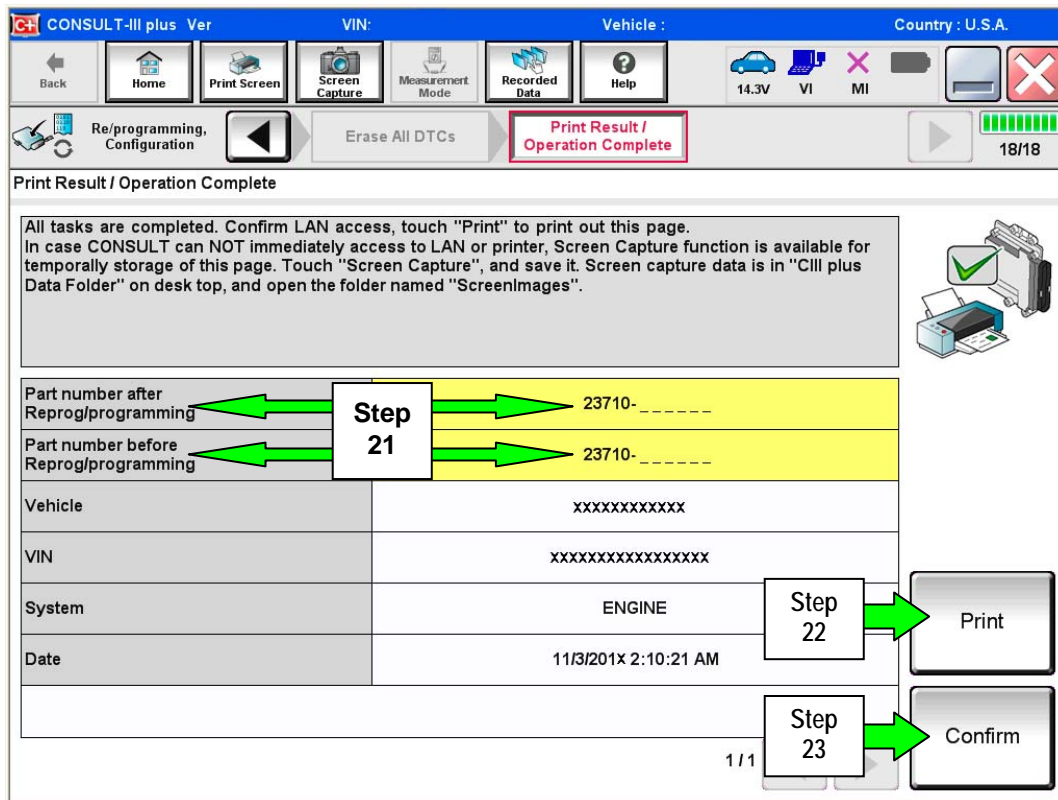 C+ CONSULT-III plus Ver VIN: Vehicle : Country : U.S.A.
Back Home Print Screen Screen Capture Measurement Mode Recorded Data Help 14.3V VI MI
Re/programming, Configuration Erase All DTCs Print Result / Operation Complete 18/18
Print Result / Operation Complete
All tasks are completed. Confirm LAN access, touch "Print" to print out this page.
In case CONSULT can NOT immediately access to LAN or printer, Screen Capture function is available for
temporally storage of this page. Touch "Screen Capture", and save it. Screen capture data is in "CIII plus
Data Folder" on desk top, and open the folder named "ScreenImages".
Part number after
Reprog/programming
23710-_ _ _ _ _ _
Step
21
Part number before
Reprog/programming
23710-_ _ _ _ _ _
Vehicle xxxxxxxxxxxx
VIN xxxxxxxxxxxxxxxxx
System ENGINE
Step
22
Print
Date 11/3/201x 2:10:21 AM
Step
23
Confirm
1/1